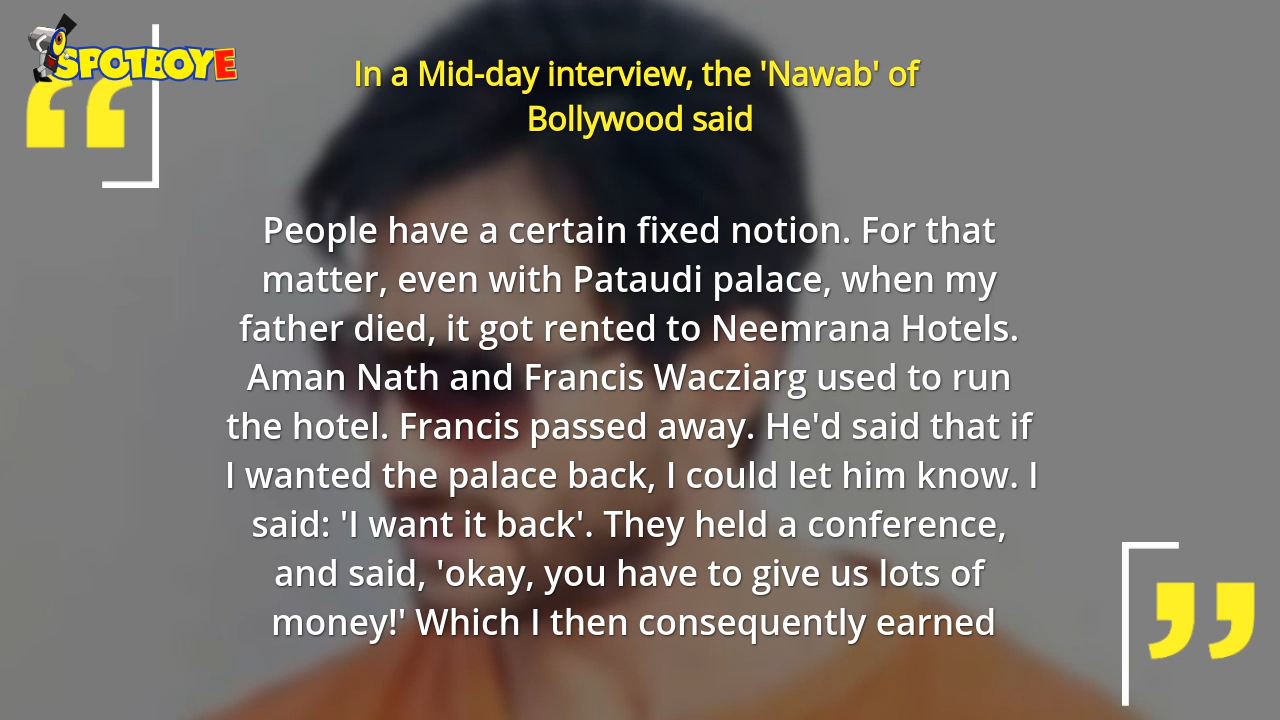 SPOTBOYE
In a Mid-day interview, the 'Nawab' of
Bollywood said
People have a certain fixed notion. For that
matter, even with Pataudi palace, when my
father died, it got rented to Neemrana Hotels.
Aman Nath and Francis Wacziarg used to run
the hotel. Francis passed away. He'd said that if
I wanted the palace back, I could let him know. I
said: 'I want it back'. They held a conference,
and said, 'okay, you have to give us lots of
money!' Which I then consequently earned